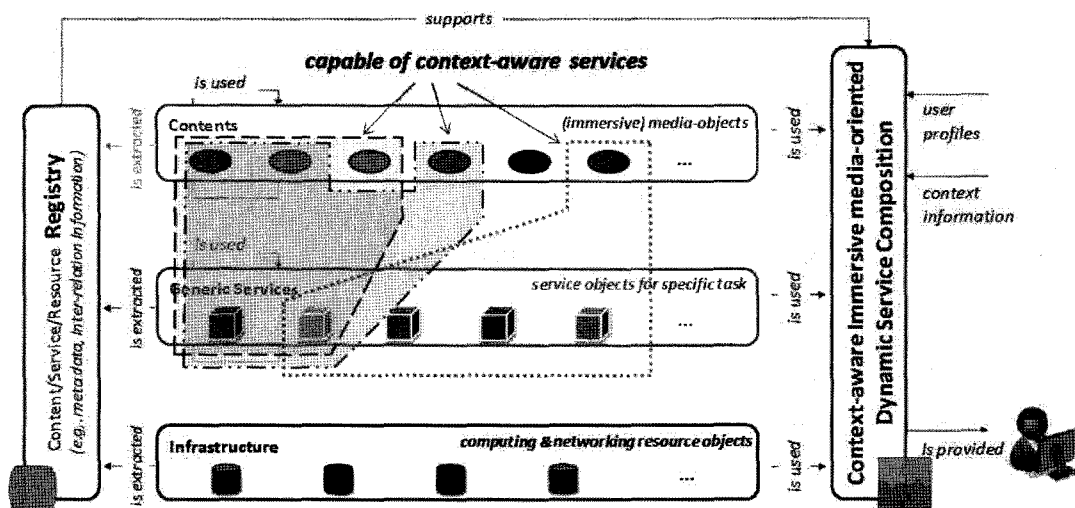 supports
capable of context-aware services
is used
Contents
(immersive) media-objects
...
is extracted
is used
Is used
Generic Services
service objects for specific task
...
is extracted
is used
Infrastructure
computing & networking resource objects
...
is extracted
is used
Content/Service/Resource Registry
(e.g., metadata, Inter-relation Information)
Context-aware Immersive media-oriented
Dynamic Service Composition
user
profiles
context
information
Is provided